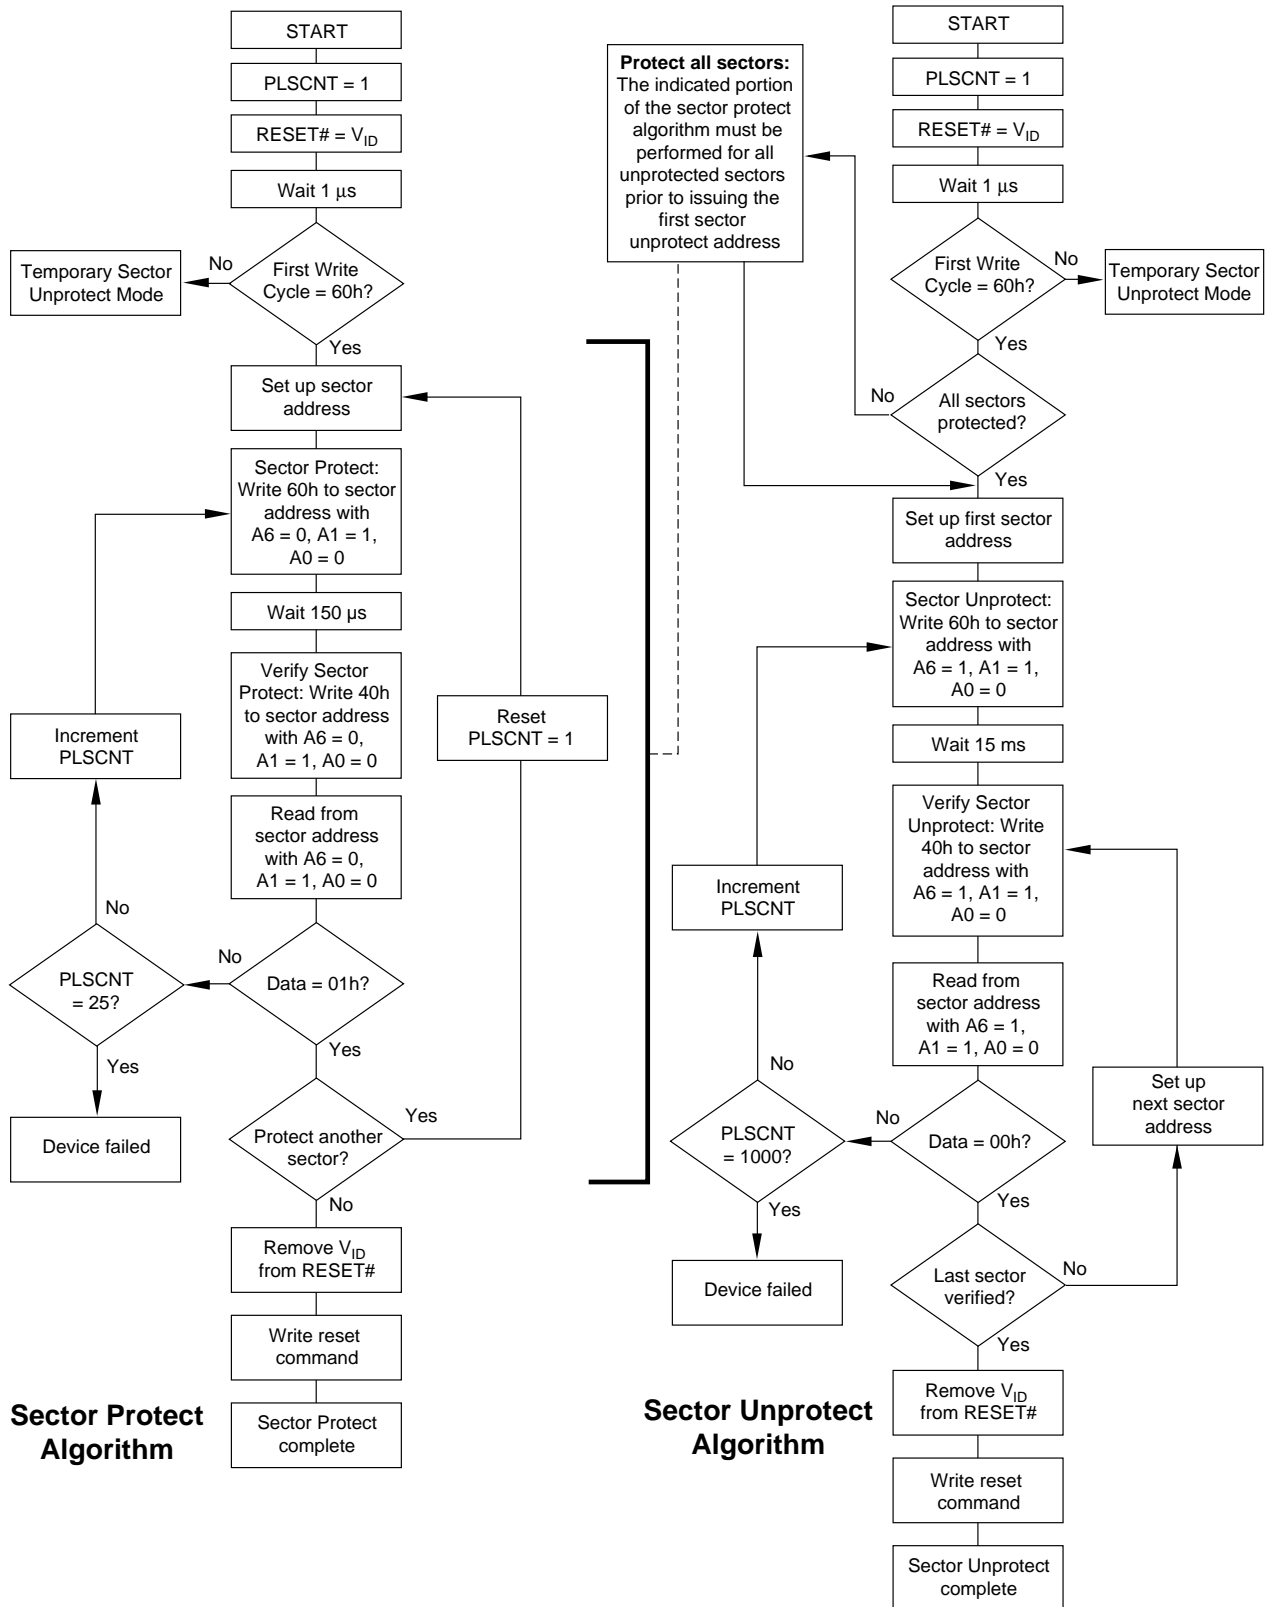 START
PLSCNT = 1
RESET# = VID
Wait 1 μs
First Write
Cycle = 60h?
No
Temporary Sector
Unprotect Mode
Yes
Set up sector
address
Sector Protect:
Write 60h to sector
address with
A6 = 0, A1 = 1,
A0 = 0
Wait 150 µs
Verify Sector
Protect: Write 40h
to sector address
with A6 = 0,
A1 = 1, A0 = 0
Increment
PLSCNT
Reset
PLSCNT = 1
Read from
sector address
with A6 = 0,
A1 = 1, A0 = 0
No
PLSCNT
= 25?
No
Data = 01h?
Yes
Yes
Device failed
Protect another
sector?
Yes
No
Remove VID
from RESET#
Write reset
command
Sector Protect
complete
Sector Protect
Algorithm
Protect all sectors:
The indicated portion
of the sector protect
algorithm must be
performed for all
unprotected sectors
prior to issuing the
first sector
unprotect address
START
PLSCNT = 1
RESET# = VID
Wait 1 μs
First Write
Cycle = 60h?
No
Temporary Sector
Unprotect Mode
Yes
No
All sectors
protected?
Yes
Set up first sector
address
Sector Unprotect:
Write 60h to sector
address with
A6 = 1, A1 = 1,
A0 = 0
Wait 15 ms
Verify Sector
Unprotect: Write
40h to sector
address with
A6 = 1, A1 = 1,
A0 = 0
Increment
PLSCNT
Read from
sector address
with A6 = 1,
A1 = 1, A0 = 0
No
PLSCNT
= 1000?
No
Data = 00h?
Set up
next sector
address
Yes
Yes
Device failed
Last sector
verified?
No
Yes
Remove VID
from RESET#
Write reset
command
Sector Unprotect
complete
Sector Unprotect
Algorithm